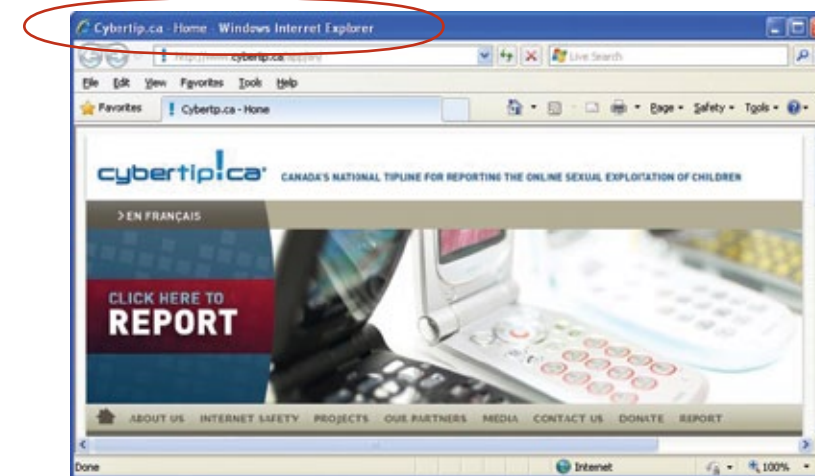 Cybertip.ca - Home - Windows Internet Explorer
cybertip.ca
Live Search
File Edit View Favorites Tools Help
Favorites Cybertip.ca - Home Page Safety Tools
cybertip!ca CANADA'S NATIONAL TIPLINE FOR REPORTING THE ONLINE SEXUAL EXPLOITATION OF CHILDREN
> EN FRANÇAIS
CLICK HERE TO
REPORT
ABOUT US INTERNET SAFETY PROJECTS OUR PARTNERS MEDIA CONTACT US DONATE REPORT
Done Internet 100%